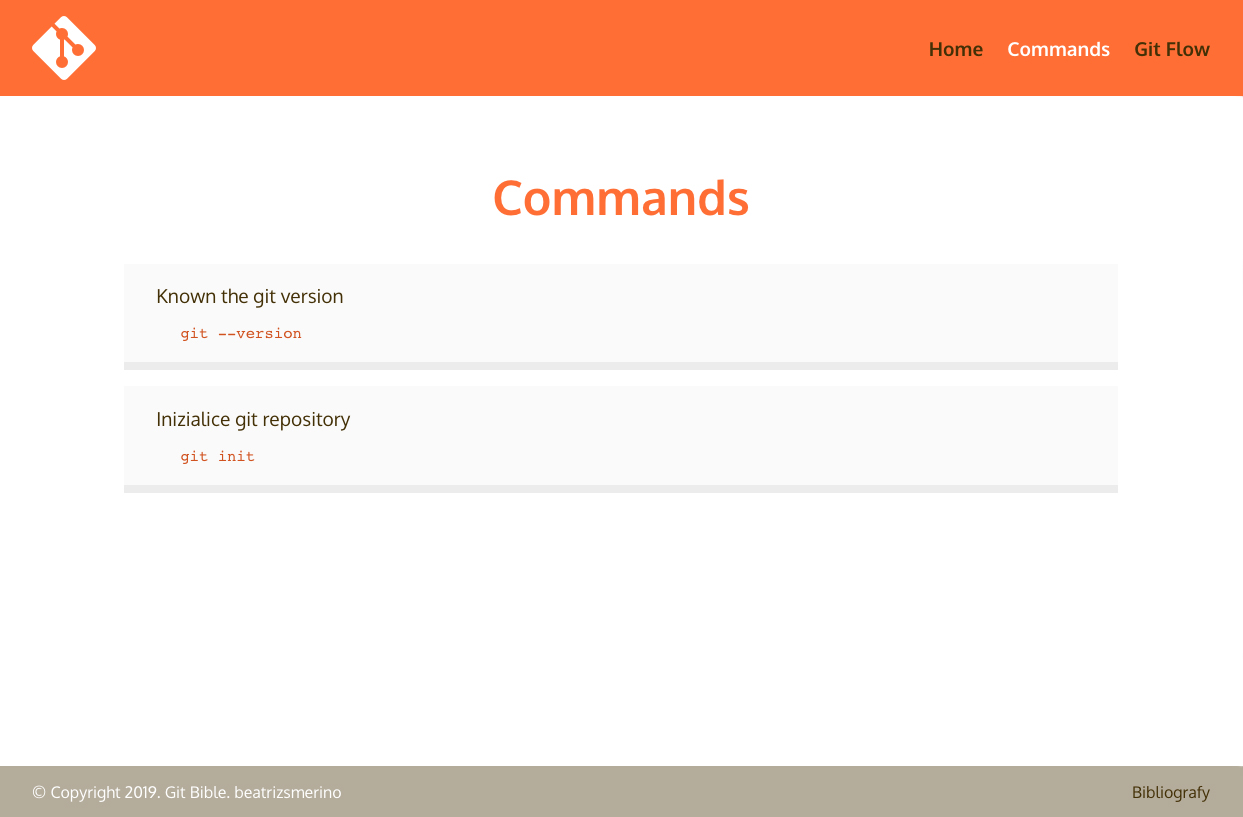 Home Commands Git Flow
Commands
Known the git version
git --version
Inizialice git repository
git init
© Copyright 2019. Git Bible. beatrizsmerino Bibliografy